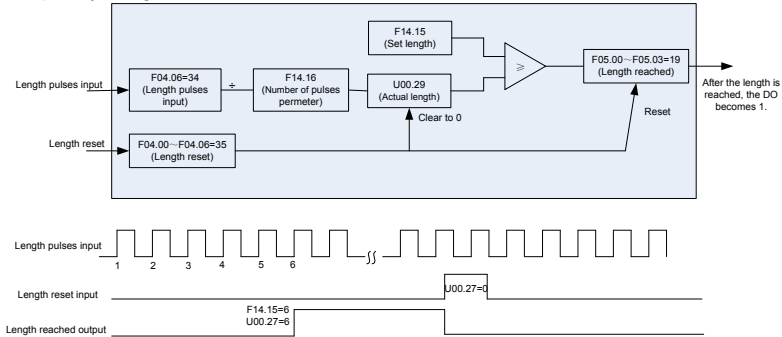 F14.15
(Set length)
Length pulses input
F04.06=34
(Length pulses
input)
÷
F14.16
(Number of pulses
permeter)
U00.29
(Actual length)
≥
F05.00～F05.03=19
(Length reached)
After the length is
reached, the DO
becomes 1.
Clear to 0
Reset
Length reset
F04.00～F04.06=35
(Length reset)
Length pulses input
1 2 3 4 5 6
Length reset input
U00.27=0
F14.15=6
U00.27=6
Length reached output